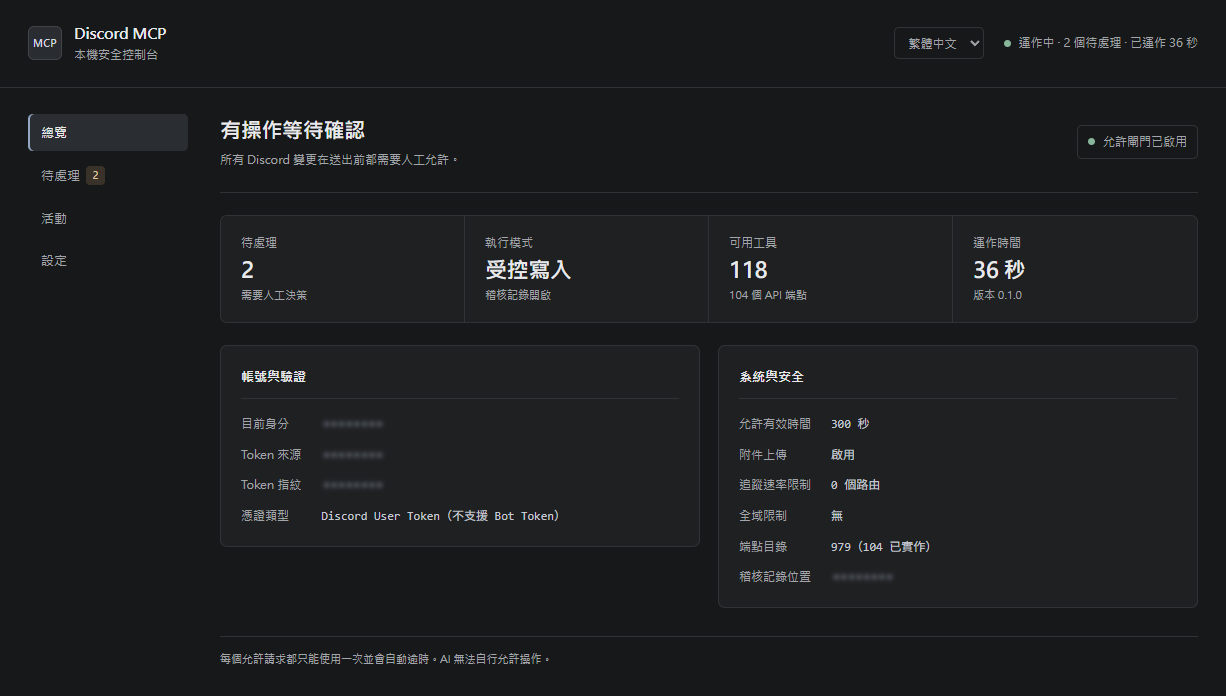 MCP
Discord MCP
本機安全控制台
繁體中文
運作中 · 2 個待處理 · 已運作 36 秒
總覽
待處理 2
活動
設定
有操作等待確認
所有 Discord 變更在送出前都需要人工允許。
允許閘門已啟用
待處理
2
需要人工決策
執行模式
受控寫入
稽核記錄開啟
可用工具
118
104 個 API 端點
運作時間
36 秒
版本 0.1.0
帳號與驗證
目前身分
Token 來源
Token 指紋
憑證類型 Discord User Token（不支援 Bot Token）
系統與安全
允許有效時間 300 秒
附件上傳 啟用
追蹤速率限制 0 個路由
全域限制 無
端點目錄 979（104 已實作）
稽核記錄位置
每個允許請求都只能使用一次並會自動逾時。AI 無法自行允許操作。